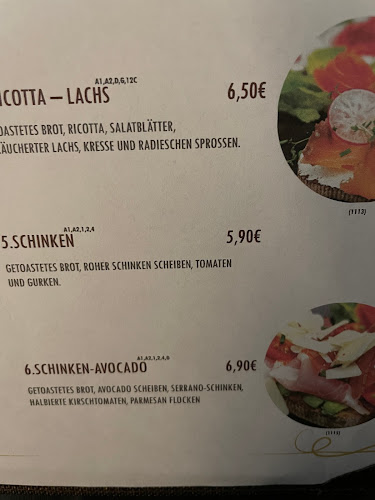 A1,A2,D,G,12C
ICOTTA – LACHS 6,50€
OASTETES BROT, RICOTTA, SALATBLÄTTER,
ÄUCHERTER LACHS, KRESSE UND RADIESCHEN SPROSSEN.
(1113)
A1,A2,1,2,4
5.SCHINKEN 5,90€
GETOASTETES BROT, ROHER SCHINKEN SCHEIBEN, TOMATEN
UND GURKEN.
6.SCHINKEN-AVOCADO 6,90€
GETOASTETES BROT, AVOCADO SCHEIBEN, SERRANO-SCHINKEN,
HALBIERTE KIRSCHTOMATEN, PARMESAN FLOCKEN